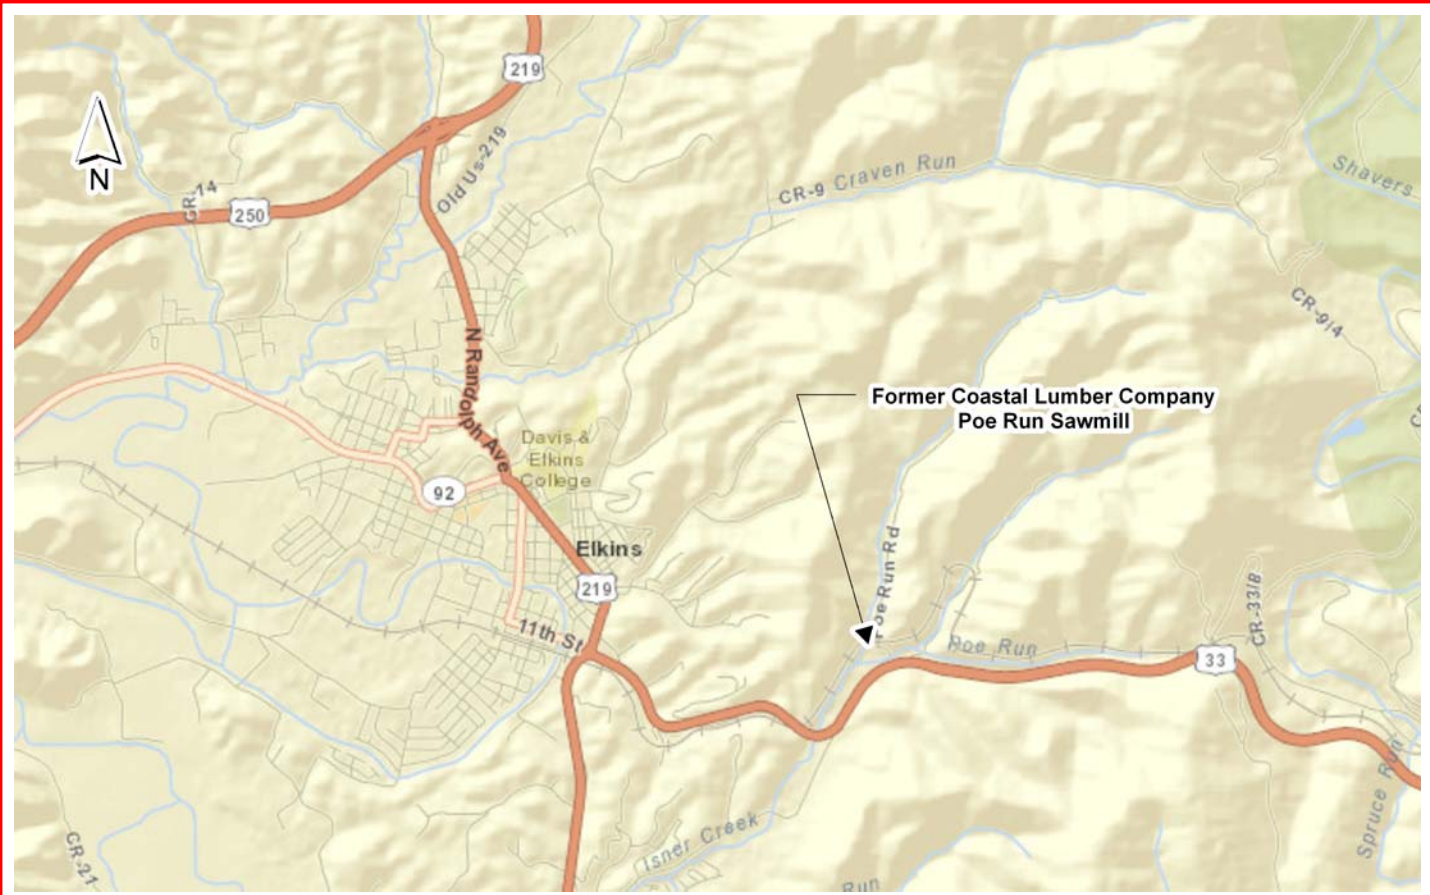 219
N
CR-74
250
Old Us-219
CR-9 Craven Run
Shavers
CR-9/4
N Randolph Ave
Former Coastal Lumber Company
Poe Run Sawmill
Davis &
Elkins
College
92
Elkins
219
11th St
Poe Run Rd
Poe Run
33
CR-33/8
Isner Creek
Spruce Run
CR-21
Run